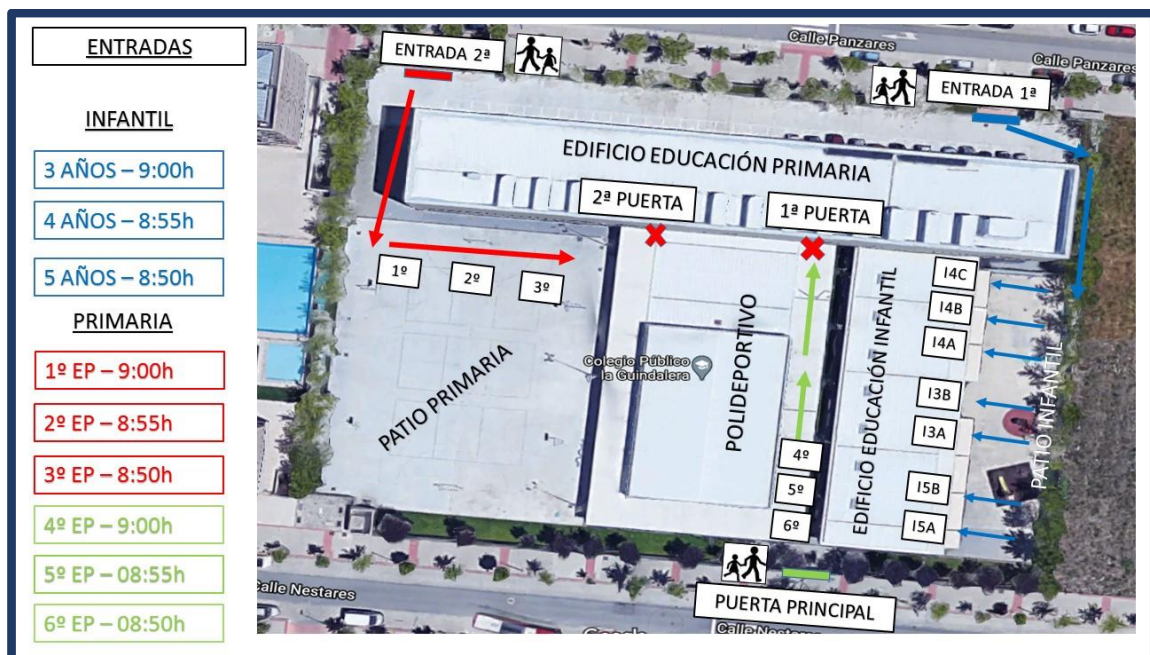 ENTRADAS
INFANTIL
3 AÑOS – 9:00h
4 AÑOS – 8:55h
5 AÑOS – 8:50h
PRIMARIA
1º EP – 9:00h
2º EP – 8:55h
3º EP – 8:50h
4º EP – 9:00h
5º EP – 08:55h
6º EP – 08:50h
ENTRADA 2ª
Calle Panzares
Calle Panzares
ENTRADA 1ª
EDIFICIO EDUCACIÓN PRIMARIA
2ª PUERTA
1ª PUERTA
1º
2º
3º
PATIO PRIMARIA
Colegio Público
la Guindalera
POLIDEPORTIVO
4º
5º
6º
EDIFICIO EDUCACIÓN INFANTIL
I4C
I4B
I4A
I3B
I3A
I5B
I5A
PATIO INFANTIL
PUERTA PRINCIPAL
Calle Nestares
Google